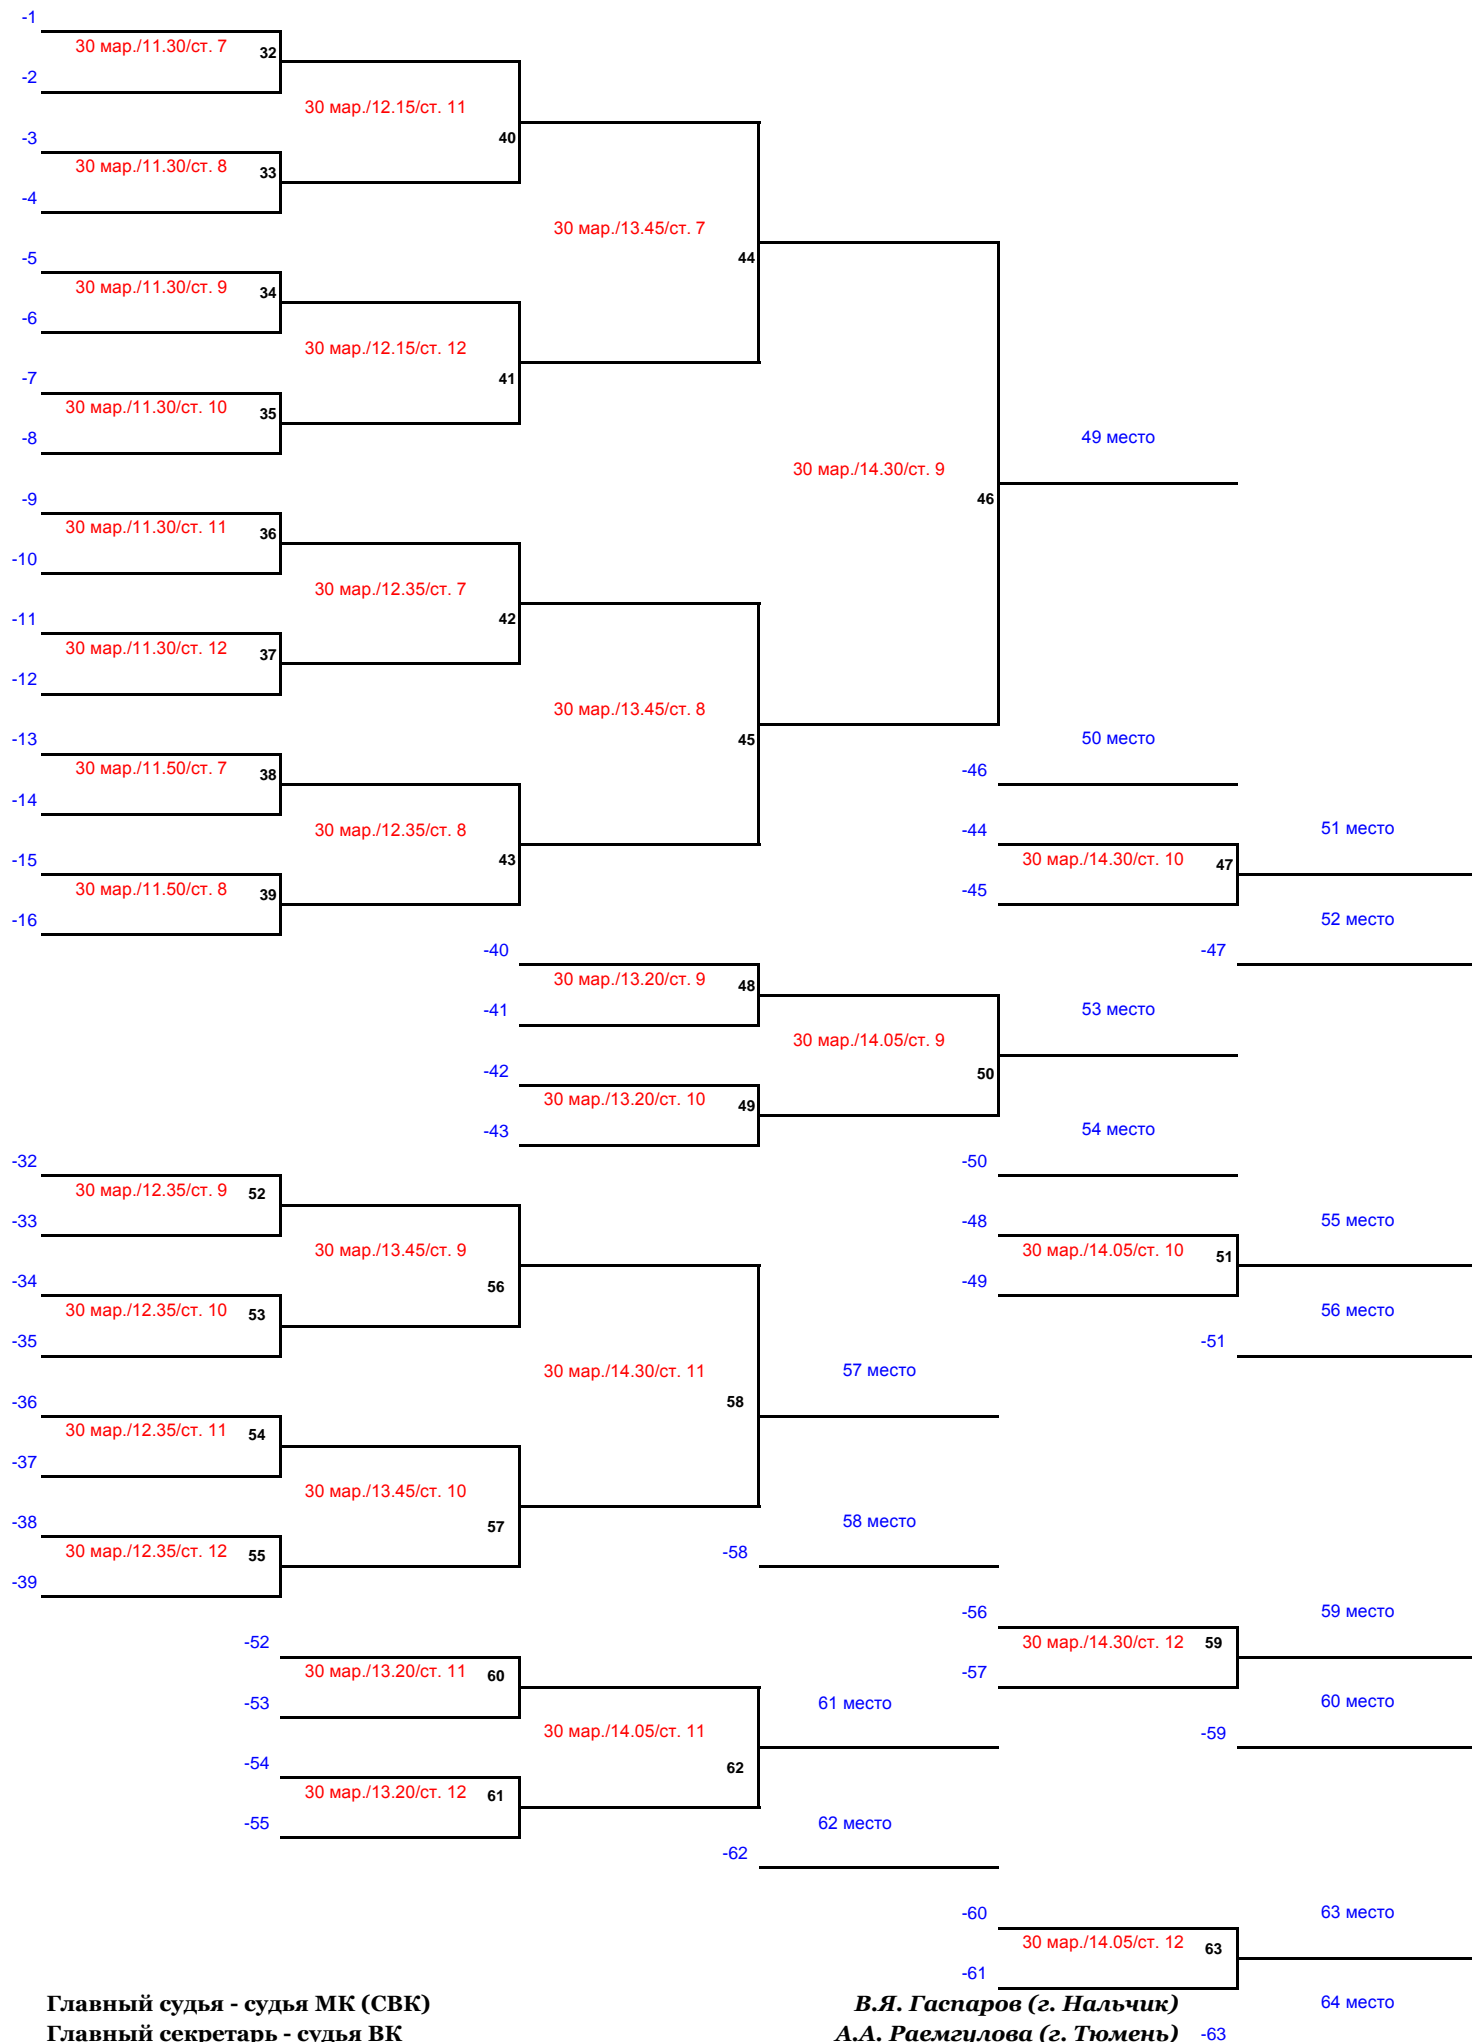 -1
30 мар./11.30/ст. 7 32
-2
30 мар./12.15/ст. 11
40
-3
30 мар./11.30/ст. 8 33
-4
30 мар./13.45/ст. 7
44
-5
30 мар./11.30/ст. 9 34
-6
30 мар./12.15/ст. 12
41
-7
30 мар./11.30/ст. 10 35
-8
49 место
30 мар./14.30/ст. 9
46
-9
30 мар./11.30/ст. 11 36
-10
30 мар./12.35/ст. 7
42
-11
30 мар./11.30/ст. 12 37
-12
30 мар./13.45/ст. 8
45
-13
50 место
30 мар./11.50/ст. 7 38
-46
-14
30 мар./12.35/ст. 8
-44
51 место
43
-15
30 мар./14.30/ст. 10 47
30 мар./11.50/ст. 8 39
-45
-16
52 место
-40
-47
30 мар./13.20/ст. 9 48
-41
53 место
30 мар./14.05/ст. 9
50
-42
30 мар./13.20/ст. 10 49
-43
54 место
-32
-50
30 мар./12.35/ст. 9 52
-33
-48
55 место
30 мар./13.45/ст. 9
30 мар./14.05/ст. 10 51
56
-34
-49
30 мар./12.35/ст. 10 53
56 место
-35
-51
30 мар./14.30/ст. 11
57 место
58
-36
30 мар./12.35/ст. 11 54
-37
30 мар./13.45/ст. 10
57
-38
58 место
30 мар./12.35/ст. 12 55
-58
-39
-56
59 место
-52
30 мар./14.30/ст. 12 59
30 мар./13.20/ст. 11 60
-57
-53
61 место
60 место
30 мар./14.05/ст. 11
-59
62
-54
30 мар./13.20/ст. 12 61
-55
62 место
-62
-60
63 место
30 мар./14.05/ст. 12 63
-61
Главный судья - судья МК (СВК) В.Я. Гаспаров (г. Нальчик)
64 место
Главный секретарь - судья ВК А.А. Раемгулова (г. Тюмень) -63